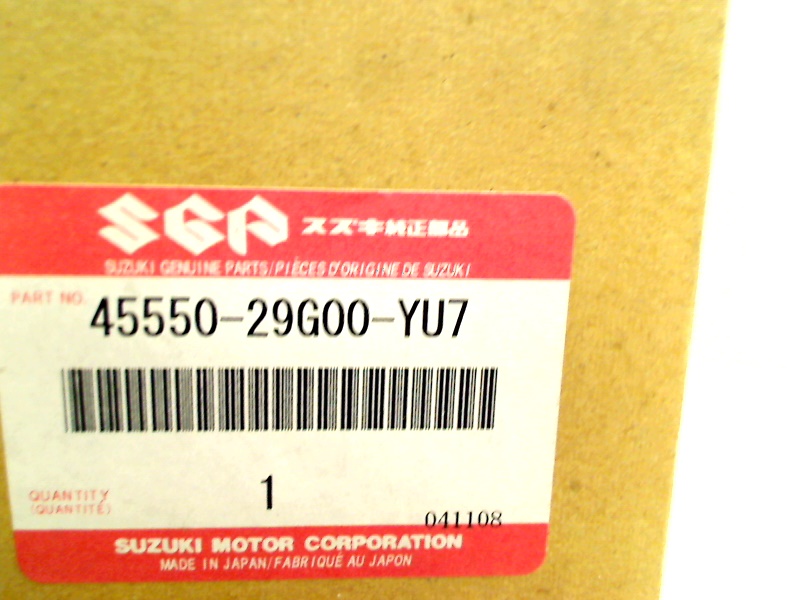 SGP スズキ純正部品
SUZUKI GENUINE PARTS/PIÈCES D'ORIGINE DE SUZUKI
PART NO. 45550-29G00-YU7
QUANTITY 1
(QUANTITÉ)
041108
SUZUKI MOTOR CORPORATION
MADE IN JAPAN/FABRIQUÉ AU JAPON